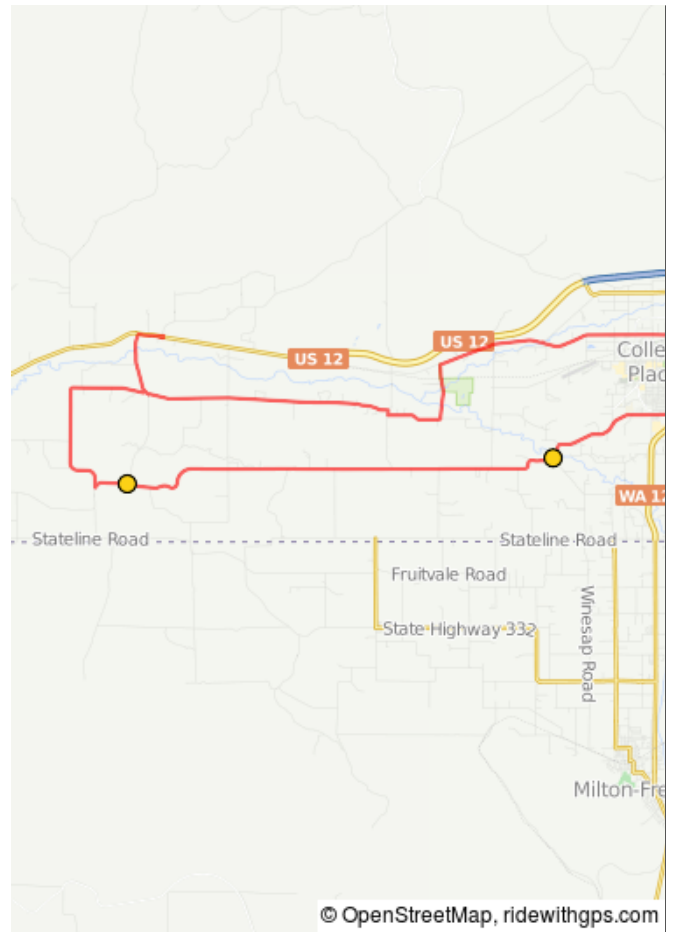 US 12
US 12
Colle
Plac
WA 12
Stateline Road
Stateline Road
Fruitvale Road
Winesap Road
State Highway 332
Milton-Fre
© OpenStreetMap, ridewithgps.com